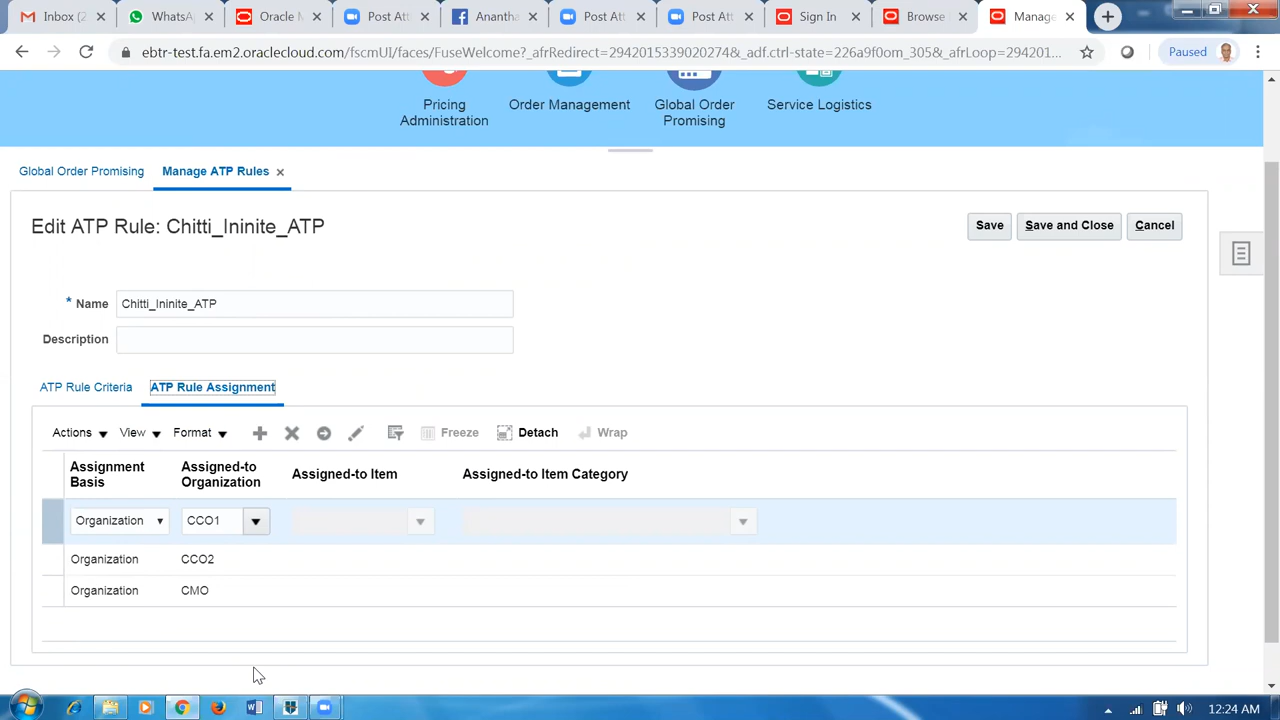 Inbox (2
WhatsA
Oracle
Post Att
Anand
Post Att
Post Att
Sign In
Browse
Manage
ebtr-test.fa.em2.oraclecloud.com/fscmUI/faces/FuseWelcome?_afrRedirect=29420153390202​74&_adf.ctrl-state=226a9f0om_305&_afrLoop=294201...
Paused
Pricing
Administration
Order Management
Global Order
Promising
Service Logistics
Global Order Promising
Manage ATP Rules
Edit ATP Rule: Chitti_Ininite_ATP
Save
Save and Close
Cancel
* Name Chitti_Ininite_ATP
Description
ATP Rule Criteria
ATP Rule Assignment
Actions View Format Freeze Detach Wrap
Assignment
Basis
Assigned-to
Organization
Assigned-to Item
Assigned-to Item Category
Organization CCO1
Organization CCO2
Organization CMO
12:24 AM